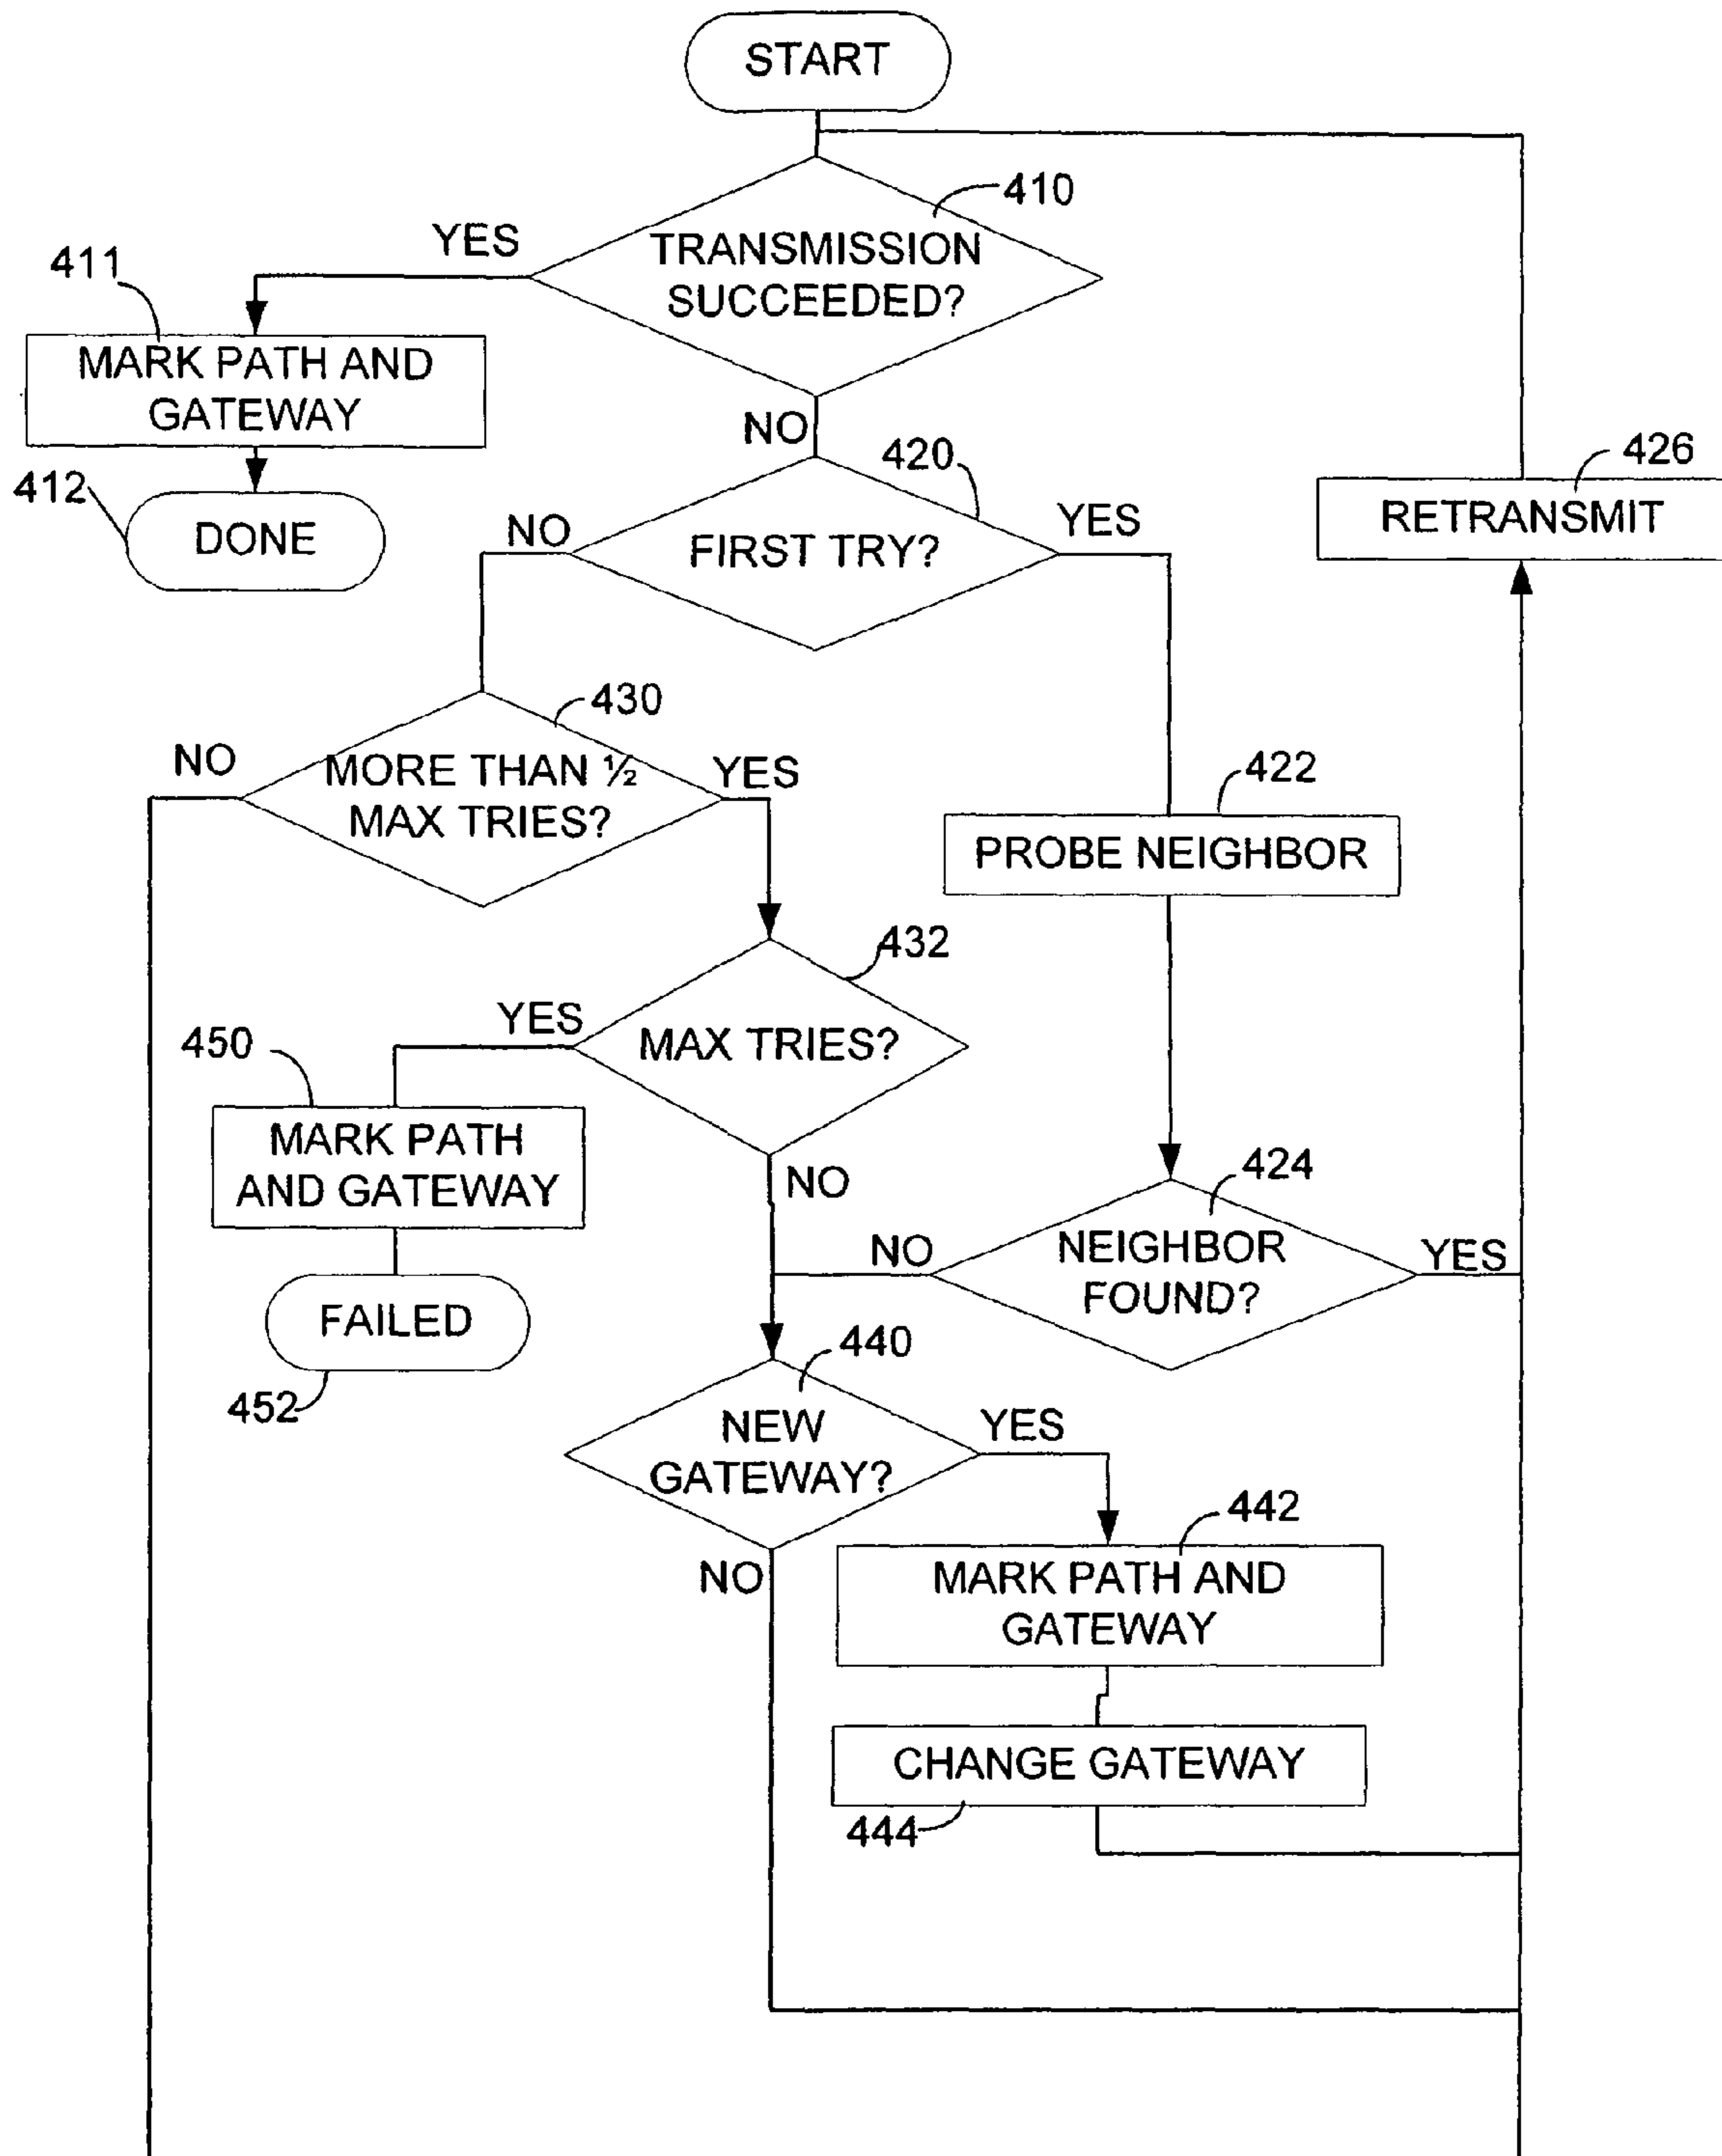 START
410
YES
TRANSMISSION
SUCCEEDED?
411
MARK PATH AND
GATEWAY
NO
420
426
412
DONE
NO
FIRST TRY?
YES
RETRANSMIT
430
NO
MORE THAN ½
MAX TRIES?
YES
422
PROBE NEIGHBOR
432
YES
MAX TRIES?
450
MARK PATH
AND GATEWAY
NO
424
NO
NEIGHBOR
FOUND?
YES
FAILED
452
440
NEW
GATEWAY?
YES
442
NO
MARK PATH AND
GATEWAY
CHANGE GATEWAY
444